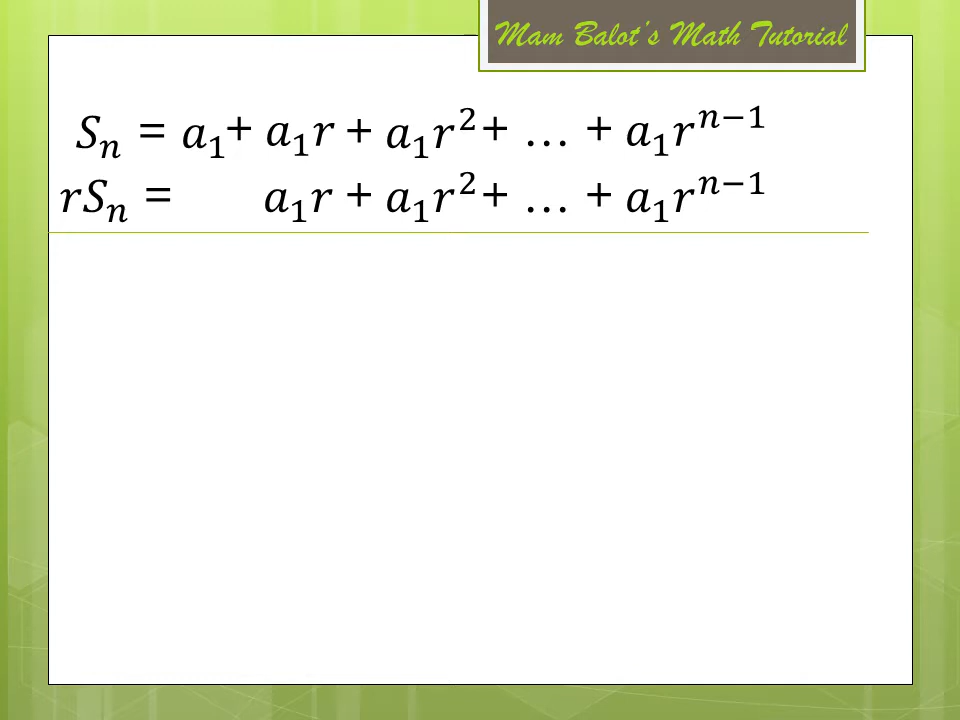 Mam Balot's Math Tutorial
𝑆ₙ = 𝑎₁+ 𝑎₁𝑟 + 𝑎₁𝑟²+ … + 𝑎₁𝑟ⁿ⁻¹
𝑟𝑆ₙ = 𝑎₁𝑟 + 𝑎₁𝑟²+ … + 𝑎₁𝑟ⁿ⁻¹